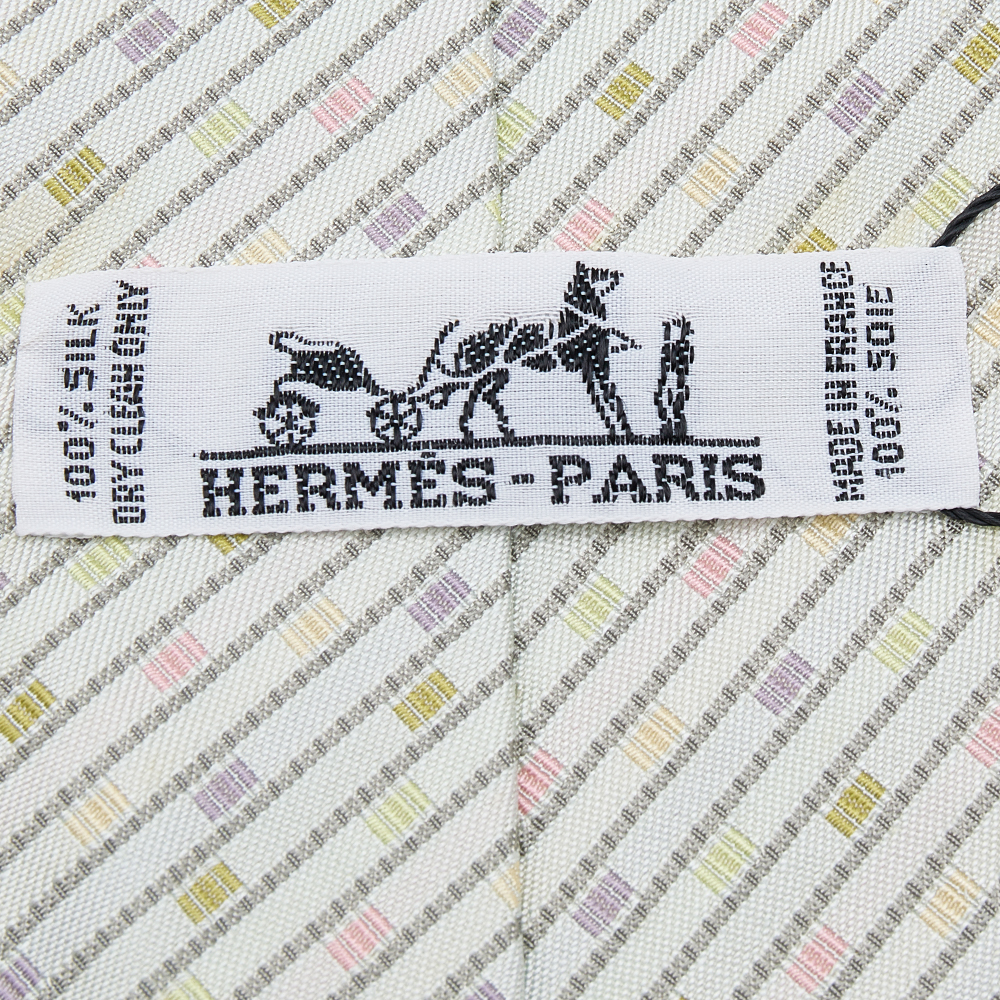 100% SILK
DRY CLEAN ONLY
HERMÈS - PARIS
MADE IN FRANCE
100% SOIE